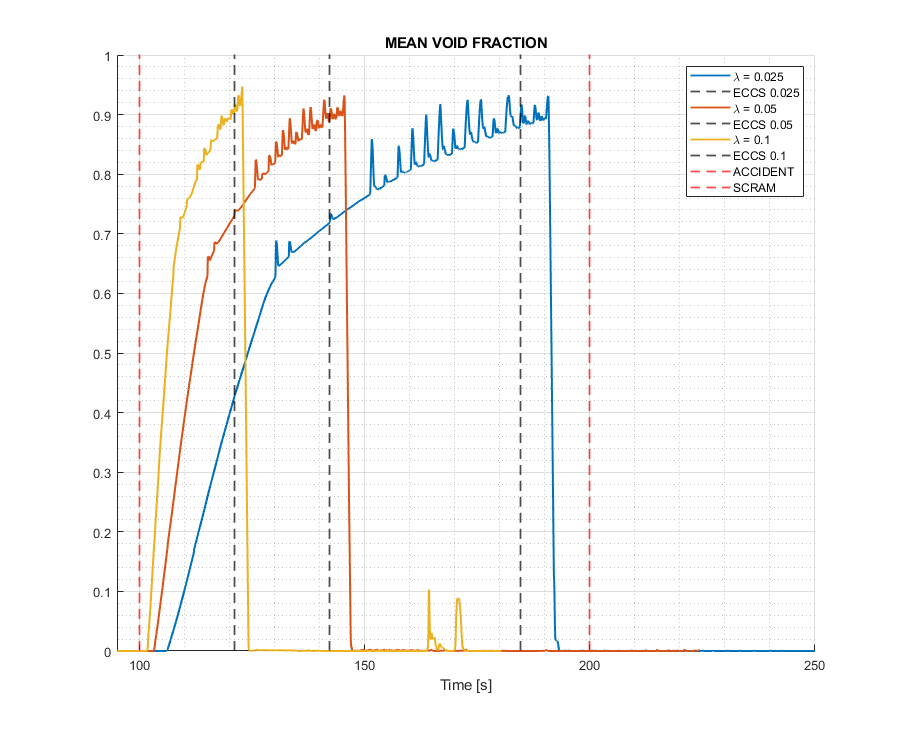 MEAN VOID FRACTION
1
0.9
0.8
0.7
0.6
0.5
0.4
0.3
0.2
0.1
0
λ = 0.025
ECCS 0.025
λ = 0.05
ECCS 0.05
λ = 0.1
ECCS 0.1
ACCIDENT
SCRAM
100 150 200 250
Time [s]